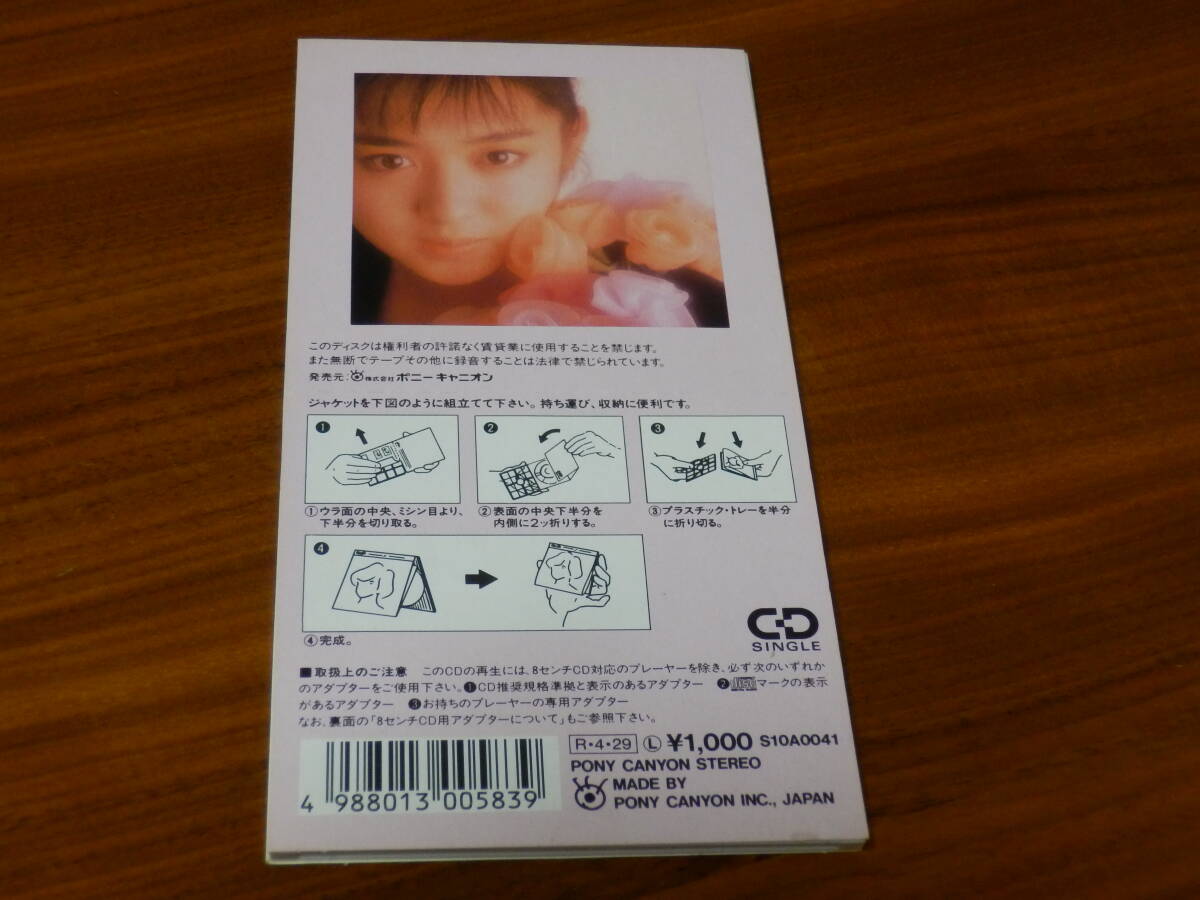 このディスクは権利者の許諾なく賃貸業に使用することを禁じます。
また無断でテープその他に録音することは法律で禁じられています。
発売元:株式会社 ポニーキャニオン
ジャケットを下図のように組立てて下さい。持ち運び、収納に便利です。
❶
❷
❸
①ウラ面の中央、ミシン目より、
下半分を切り取る。
②表面の中央下半分を
内側に2ッ折りする。
③プラスチック・トレーを半分
に折り切る。
❹
④完成。
CD
SINGLE
■取扱上のご注意 このCDの再生には、8センチCD対応のプレーヤーを除き、必ず次のいずれか
のアダプターをご使用下さい。❶CD推奨規格準拠と表示のあるアダプター ❷discマークの表示
があるアダプター ❸お持ちのプレーヤーの専用アダプター
なお、裏面の「8センチCD用アダプターについて」もご参照下さい。
R・4・29 Ⓛ ¥1,000 S10A0041
PONY CANYON STEREO
MADE BY
PONY CANYON INC., JAPAN
4 988013 005839